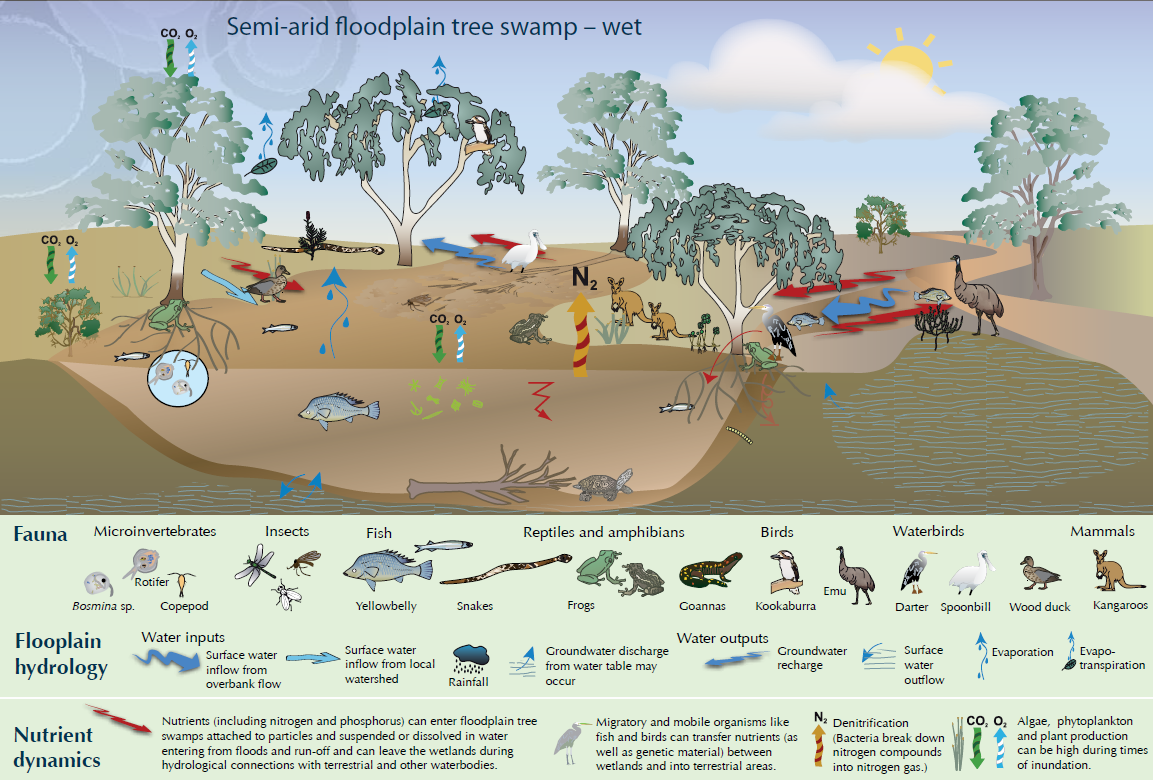 Semi-arid floodplain tree swamp – wet
CO₂ O₂
CO₂ O₂
CO₂ O₂
N₂
Fauna
Microinvertebrates
Insects
Fish
Reptiles and amphibians
Birds
Waterbirds
Mammals
Rotifer
Bosmina sp.
Copepod
Yellowbelly
Snakes
Frogs
Goannas
Kookaburra
Emu
Darter
Spoonbill
Wood duck
Kangaroos
Flooplain
hydrology
Water inputs
Surface water
inflow from
overbank flow
Surface water
inflow from local
watershed
Rainfall
Groundwater discharge
from water table may
occur
Water outputs
Groundwater
recharge
Surface
water
outflow
Evaporation
Evapo-
transpiration
Nutrient
dynamics
Nutrients (including nitrogen and phosphorus) can enter floodplain tree
swamps attached to particles and suspended or dissolved in water
entering from floods and run-off and can leave the wetlands during
hydrological connections with terrestrial and other waterbodies.
Migratory and mobile organisms like
fish and birds can transfer nutrients (as
well as genetic material) between
wetlands and into terrestrial areas.
N₂
Denitrification
(Bacteria break down
nitrogen compounds
into nitrogen gas.)
CO₂ O₂
Algae, phytoplankton
and plant production
can be high during times
of inundation.